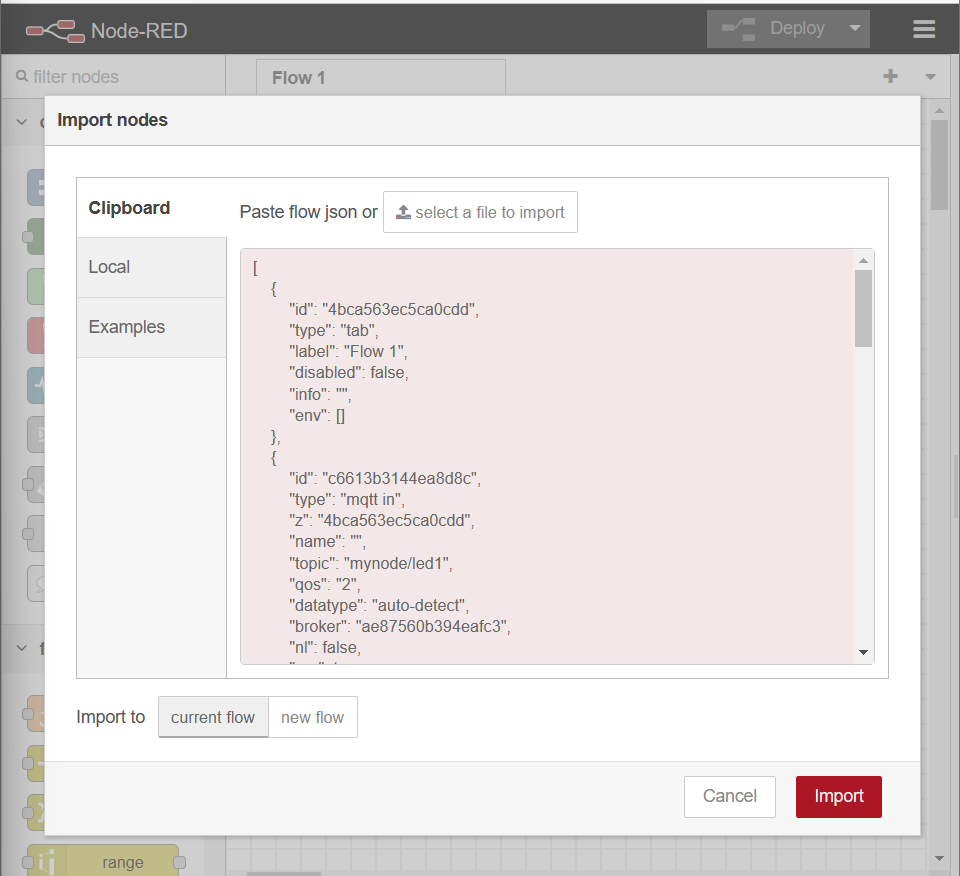 Node-RED
Deploy
filter nodes
Flow 1
Import nodes
Clipboard
Paste flow json or
select a file to import
Local
Examples
[
{
"id": "4bca563ec5ca0cdd",
"type": "tab",
"label": "Flow 1",
"disabled": false,
"info": "",
"env": []
},
{
"id": "c6613b3144ea8d8c",
"type": "mqtt in",
"z": "4bca563ec5ca0cdd",
"name": "",
"topic": "mynode/led1",
"qos": "2",
"datatype": "auto-detect",
"broker": "ae87560b394eafc3",
"nl": false,
Import to
current flow
new flow
Cancel
Import
range